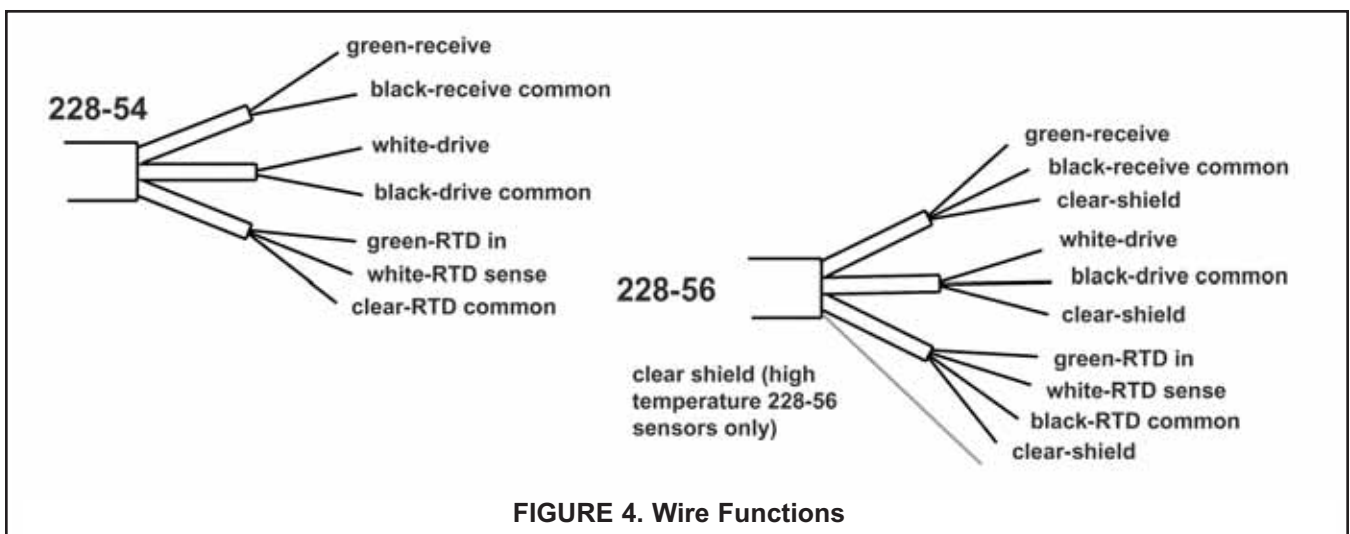 228-54
green-receive
black-receive common
white-drive
black-drive common
green-RTD in
white-RTD sense
clear-RTD common
228-56
green-receive
black-receive common
clear-shield
white-drive
black-drive common
clear-shield
green-RTD in
white-RTD sense
black-RTD common
clear-shield
clear shield (high
temperature 228-56
sensors only)
FIGURE 4. Wire Functions